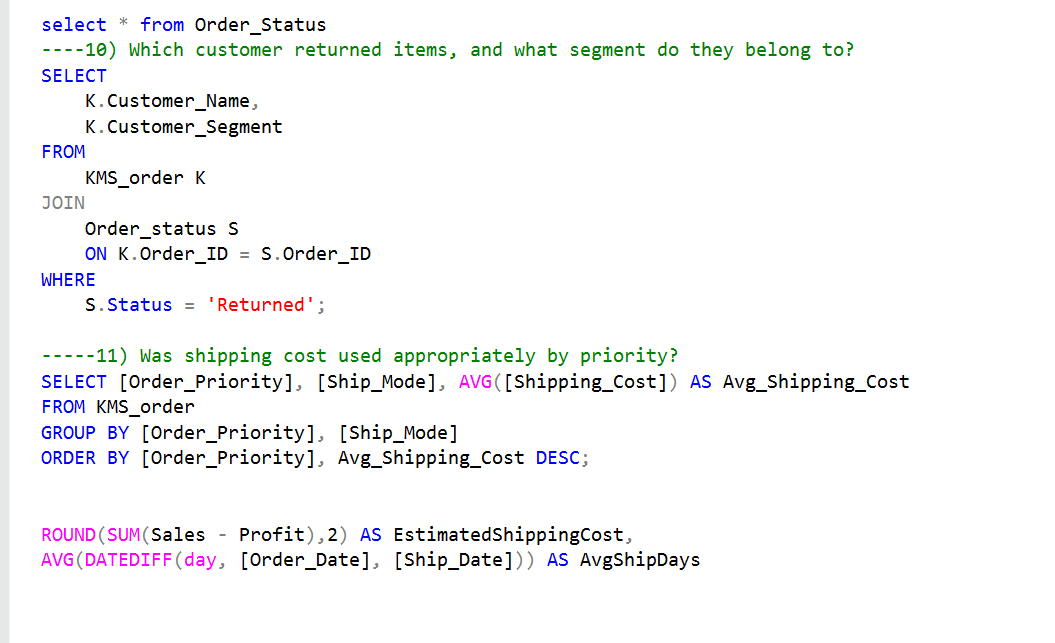 select * from Order_Status
----10) Which customer returned items, and what segment do they belong to?
SELECT
K.Customer_Name,
K.Customer_Segment
FROM
KMS_order K
JOIN
Order_status S
ON K.Order_ID = S.Order_ID
WHERE
S.Status = 'Returned';
-----11) Was shipping cost used appropriately by priority?
SELECT [Order_Priority], [Ship_Mode], AVG([Shipping_Cost]) AS Avg_Shipping_Cost
FROM KMS_order
GROUP BY [Order_Priority], [Ship_Mode]
ORDER BY [Order_Priority], Avg_Shipping_Cost DESC;
ROUND(SUM(Sales - Profit),2) AS EstimatedShippingCost,
AVG(DATEDIFF(day, [Order_Date], [Ship_Date])) AS AvgShipDays